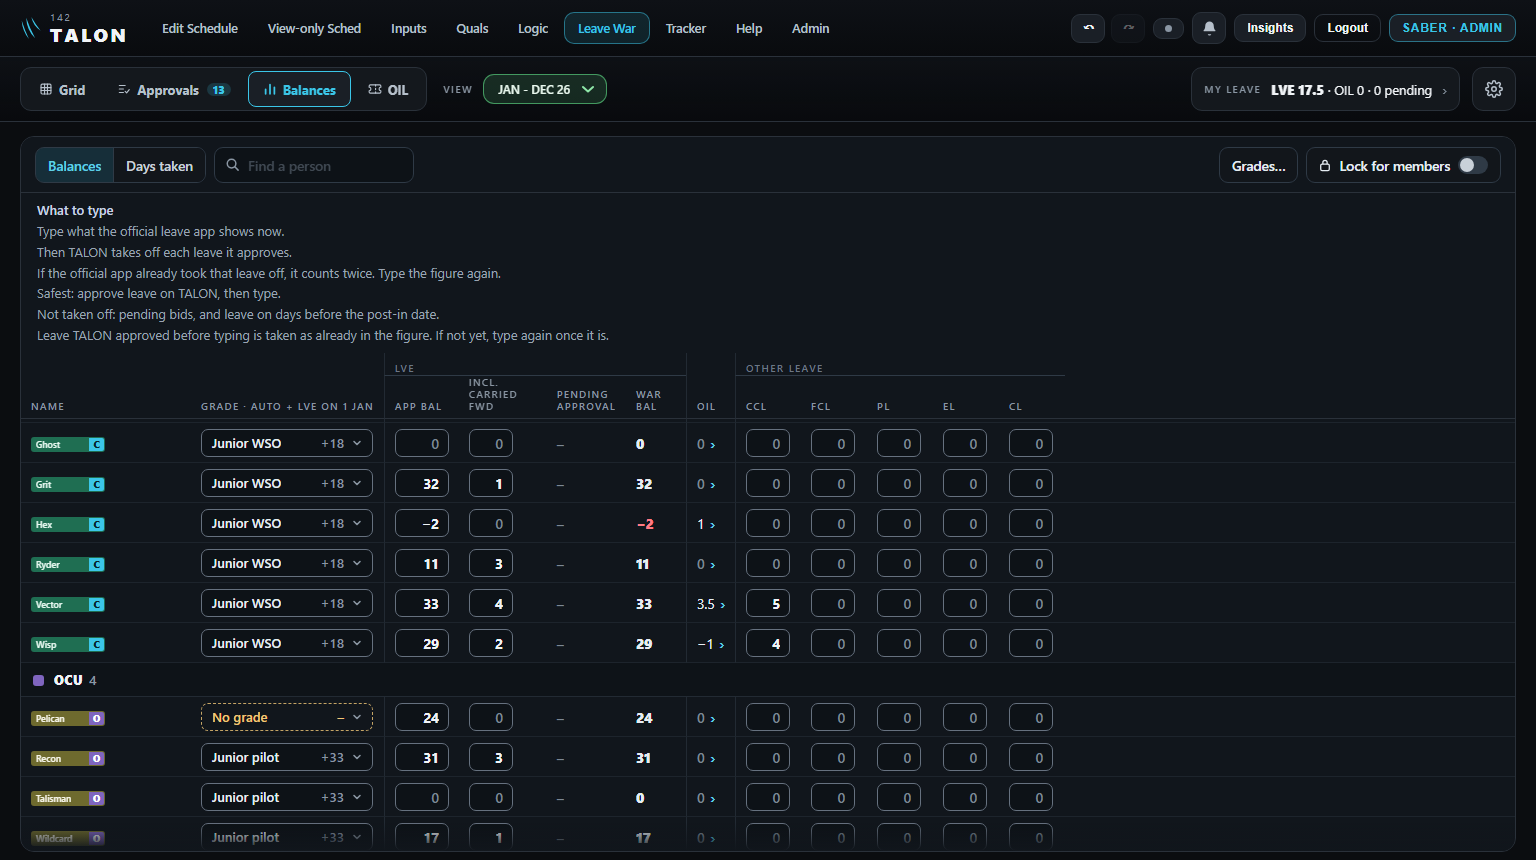 142
TALON
Edit Schedule
View-only Sched
Inputs
Quals
Logic
Leave War
Tracker
Help
Admin
Insights
Logout
SABER · ADMIN
Grid
Approvals 13
Balances
OIL
VIEW
JAN - DEC 26
MY LEAVE LVE 17.5 · OIL 0 · 0 pending ›
Balances
Days taken
Find a person
Grades...
Lock for members
What to type
Type what the official leave app shows now.
Then TALON takes off each leave it approves.
If the official app already took that leave off, it counts twice. Type the figure again.
Safest: approve leave on TALON, then type.
Not taken off: pending bids, and leave on days before the post-in date.
Leave TALON approved before typing is taken as already in the figure. If not yet, type again once it is.
LVE
OTHER LEAVE
NAME
GRADE · AUTO + LVE ON 1 JAN
APP BAL
INCL. CARRIED FWD
PENDING APPROVAL
WAR BAL
OIL
CCL
FCL
PL
EL
CL
Ghost C Junior WSO +18 0 0 – 0 0 › 0 0 0 0 0
Grit C Junior WSO +18 32 1 – 32 0 › 0 0 0 0 0
Hex C Junior WSO +18 −2 0 – −2 1 › 0 0 0 0 0
Ryder C Junior WSO +18 11 3 – 11 0 › 0 0 0 0 0
Vector C Junior WSO +18 33 4 – 33 3.5 › 5 0 0 0 0
Wisp C Junior WSO +18 29 2 – 29 −1 › 4 0 0 0 0
OCU 4
Pelican O No grade – 24 0 – 24 0 › 0 0 0 0 0
Recon O Junior pilot +33 31 3 – 31 0 › 0 0 0 0 0
Talisman O Junior pilot +33 0 0 – 0 0 › 0 0 0 0 0
Wildcard O Junior pilot +33 17 1 – 17 0 › 0 0 0 0 0